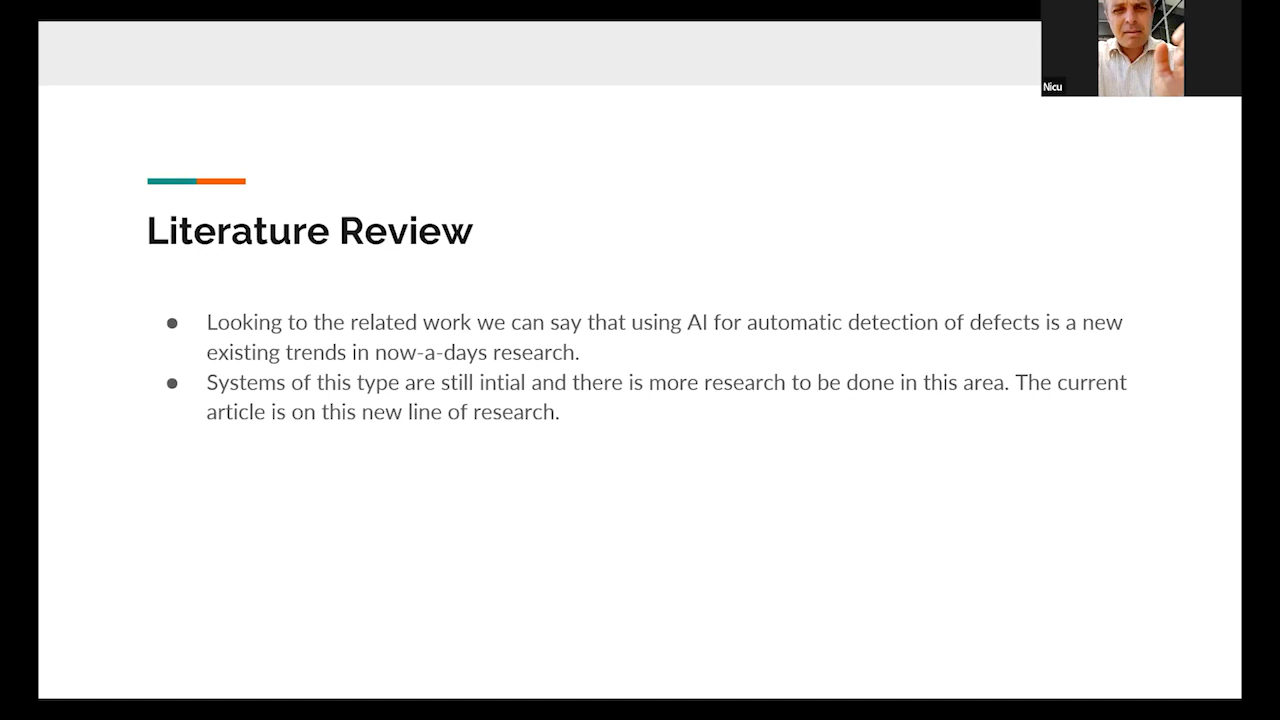 Nicu
Literature Review
● Looking to the related work we can say that using AI for automatic detection of defects is a new
existing trends in now-a-days research.
● Systems of this type are still intial and there is more research to be done in this area. The current
article is on this new line of research.